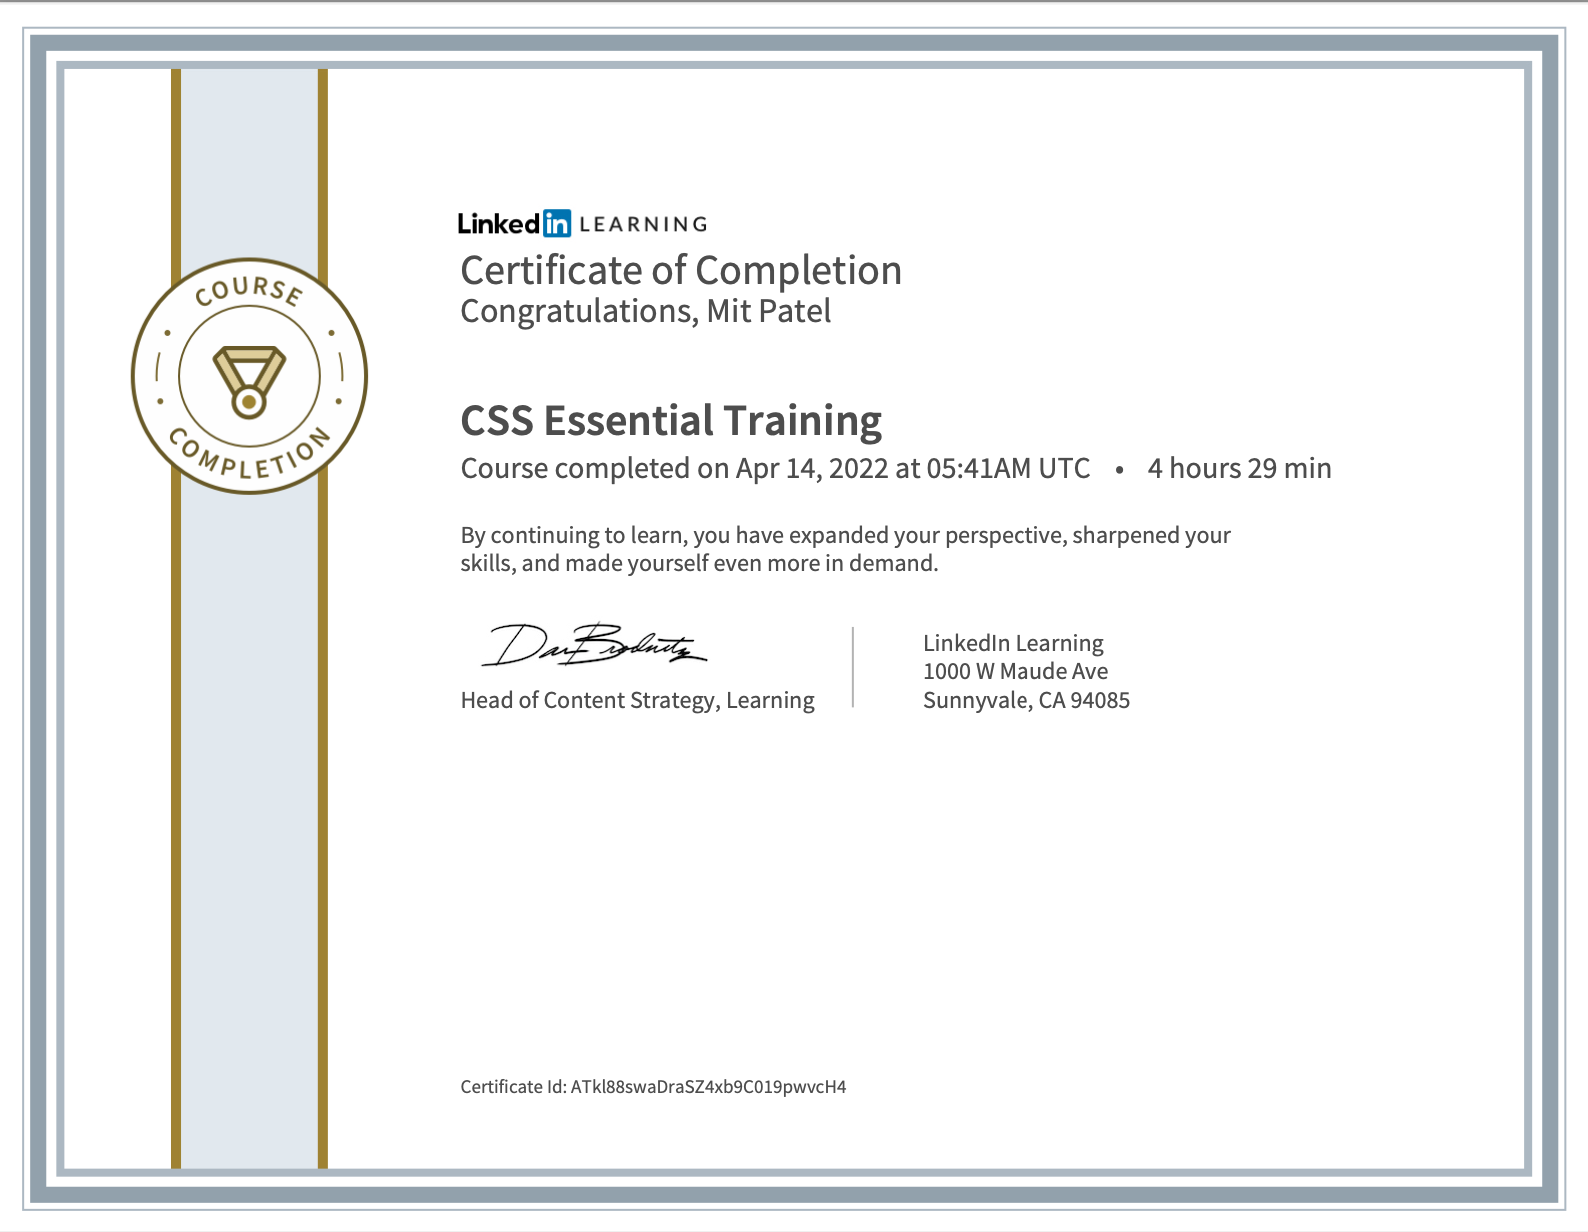 LinkedIn LEARNING
Certificate of Completion
Congratulations, Mit Patel
COURSE
COMPLETION
CSS Essential Training
Course completed on Apr 14, 2022 at 05:41AM UTC • 4 hours 29 min
By continuing to learn, you have expanded your perspective, sharpened your
skills, and made yourself even more in demand.
Dan Brodnitz
Head of Content Strategy, Learning
LinkedIn Learning
1000 W Maude Ave
Sunnyvale, CA 94085
Certificate Id: ATkl88swaDraSZ4xb9C019pwvcH4